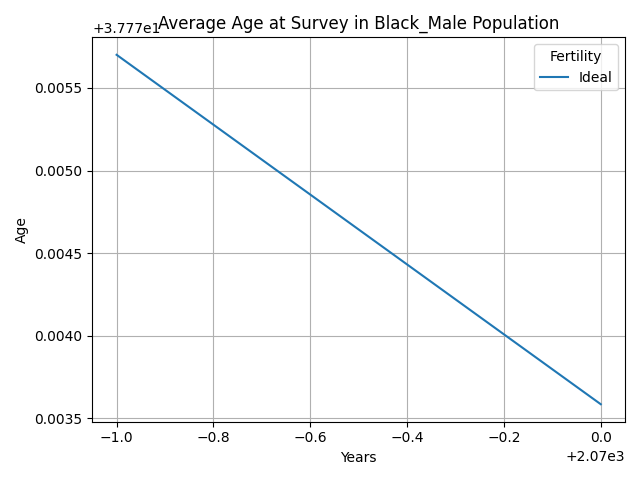 Average Age at Survey in Black_Male Population
+3.777e1
Fertility
Ideal
0.0055
0.0050
0.0045
0.0040
0.0035
Age
−1.0 −0.8 −0.6 −0.4 −0.2 0.0
Years
+2.07e3